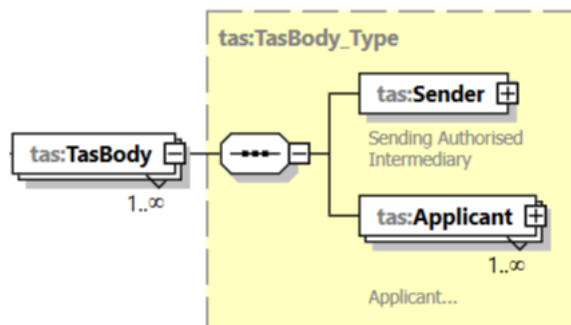 tas:TasBody_Type
tas:Sender
Sending Authorised
Intermediary
tas:TasBody
1..∞
tas:Applicant
1..∞
Applicant...